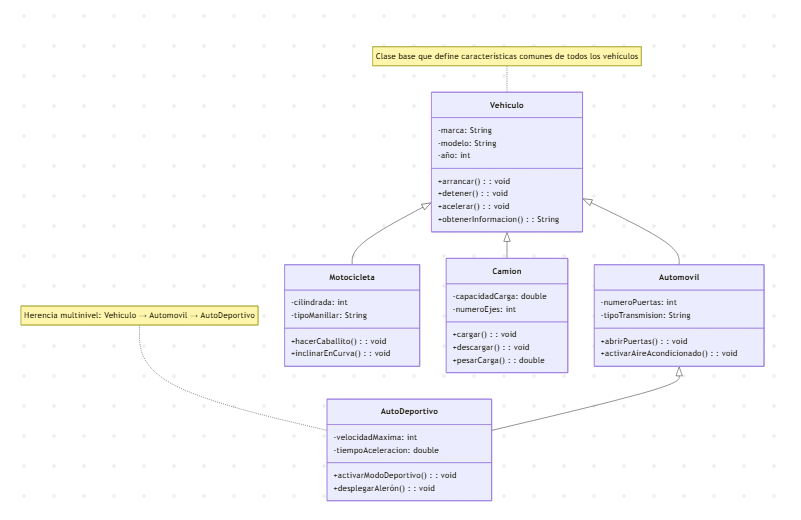 Clase base que define características comunes de todos los vehículos
Vehiculo
-marca: String
-modelo: String
-año: int
+arrancar() : : void
+detener() : : void
+acelerar() : : void
+obtenerInformacion() : : String
Motocicleta
-cilindrada: int
-tipoManillar: String
+hacerCaballito() : : void
+inclinarEnCurva() : : void
Camion
-capacidadCarga: double
-numeroEjes: int
+cargar() : : void
+descargar() : : void
+pesarCarga() : : double
Automovil
-numeroPuertas: int
-tipoTransmision: String
+abrirPuertas() : : void
+activarAireAcondicionado() : : void
Herencia multinivel: Vehiculo → Automovil → AutoDeportivo
AutoDeportivo
-velocidadMaxima: int
-tiempoAceleracion: double
+activarModoDeportivo() : : void
+desplegarAlerón() : : void